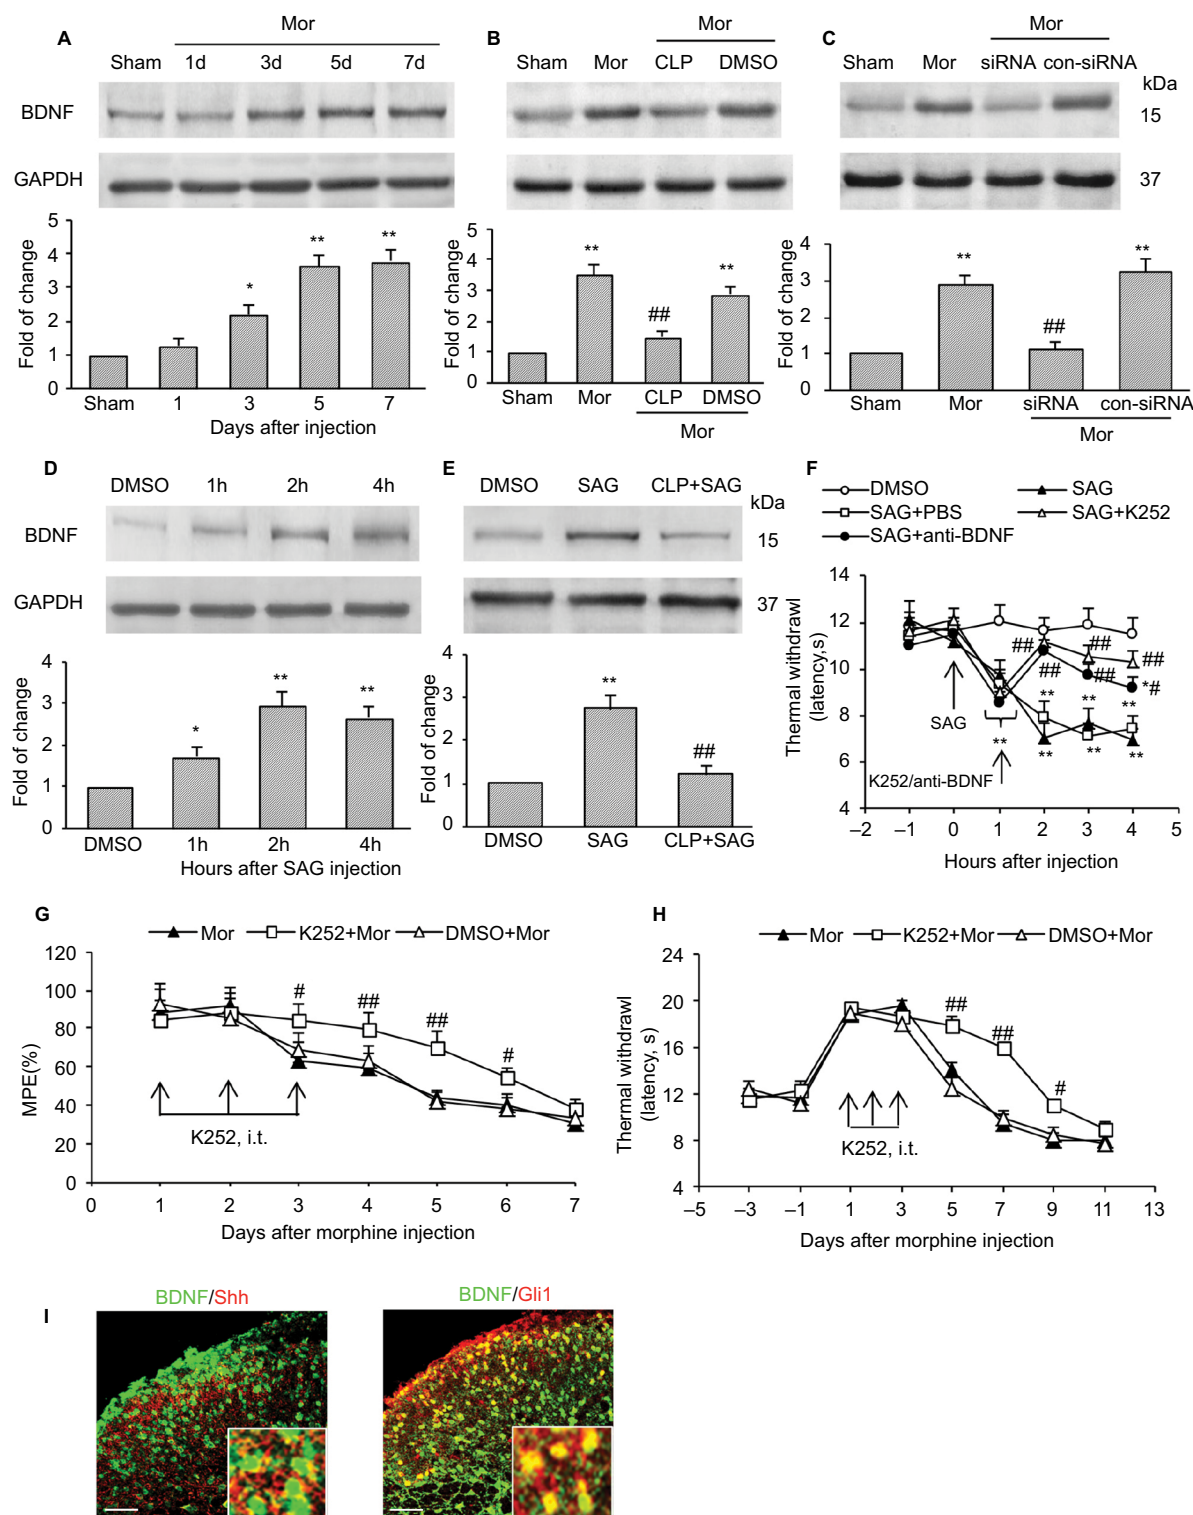 A
Mor
Sham 1d 3d 5d 7d
BDNF
GAPDH
Fold of change
5
4
3
2
1
0
* ** **
Sham 1 3 5 7
Days after injection
B
Mor
Sham Mor CLP DMSO
Fold of change
5
4
3
2
1
0
** ## **
Sham Mor CLP DMSO
Mor
C
Mor
Sham Mor siRNA con-siRNA
kDa
15
37
Fold of change
4
3
2
1
0
** ## **
Sham Mor siRNA con-siRNA
Mor
D
DMSO 1h 2h 4h
BDNF
GAPDH
Fold of change
4
3
2
1
0
* ** **
DMSO 1h 2h 4h
Hours after SAG injection
E
DMSO SAG CLP+SAG
kDa
15
37
Fold of change
4
3
2
1
0
** ##
DMSO SAG CLP+SAG
F
DMSO SAG
SAG+PBS SAG+K252
SAG+anti-BDNF
Thermal withdrawl
(latency,s)
14
12
10
8
6
4
## ## ##
## ## *#
** ** **
** ** ** **
SAG
K252/anti-BDNF
–2 –1 0 1 2 3 4 5
Hours after injection
G
Mor K252+Mor DMSO+Mor
MPE(%)
120
100
80
60
40
20
0
# ## ## #
K252, i.t.
0 1 2 3 4 5 6 7
Days after morphine injection
H
Mor K252+Mor DMSO+Mor
Thermal withdrawl
(latency, s)
24
20
16
12
8
4
## ## #
K252, i.t.
–5 –3 –1 1 3 5 7 9 11 13
Days after morphine injection
I
BDNF/Shh
BDNF/Gli1